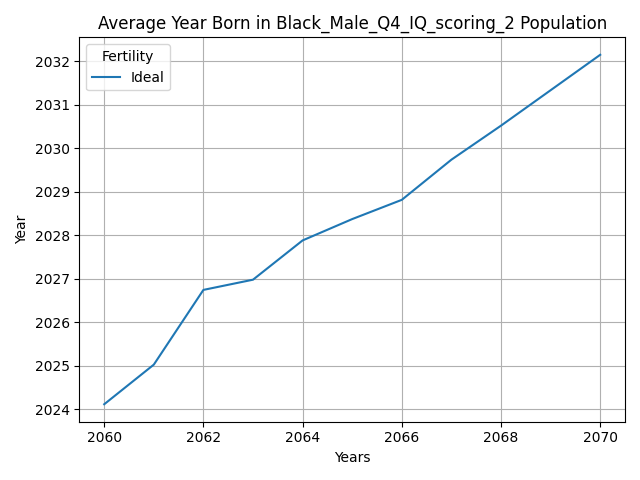 Average Year Born in Black_Male_Q4_IQ_scoring_2 Population
Fertility
Ideal
2032
2031
2030
2029
2028
2027
2026
2025
2024
Year
2060 2062 2064 2066 2068 2070
Years